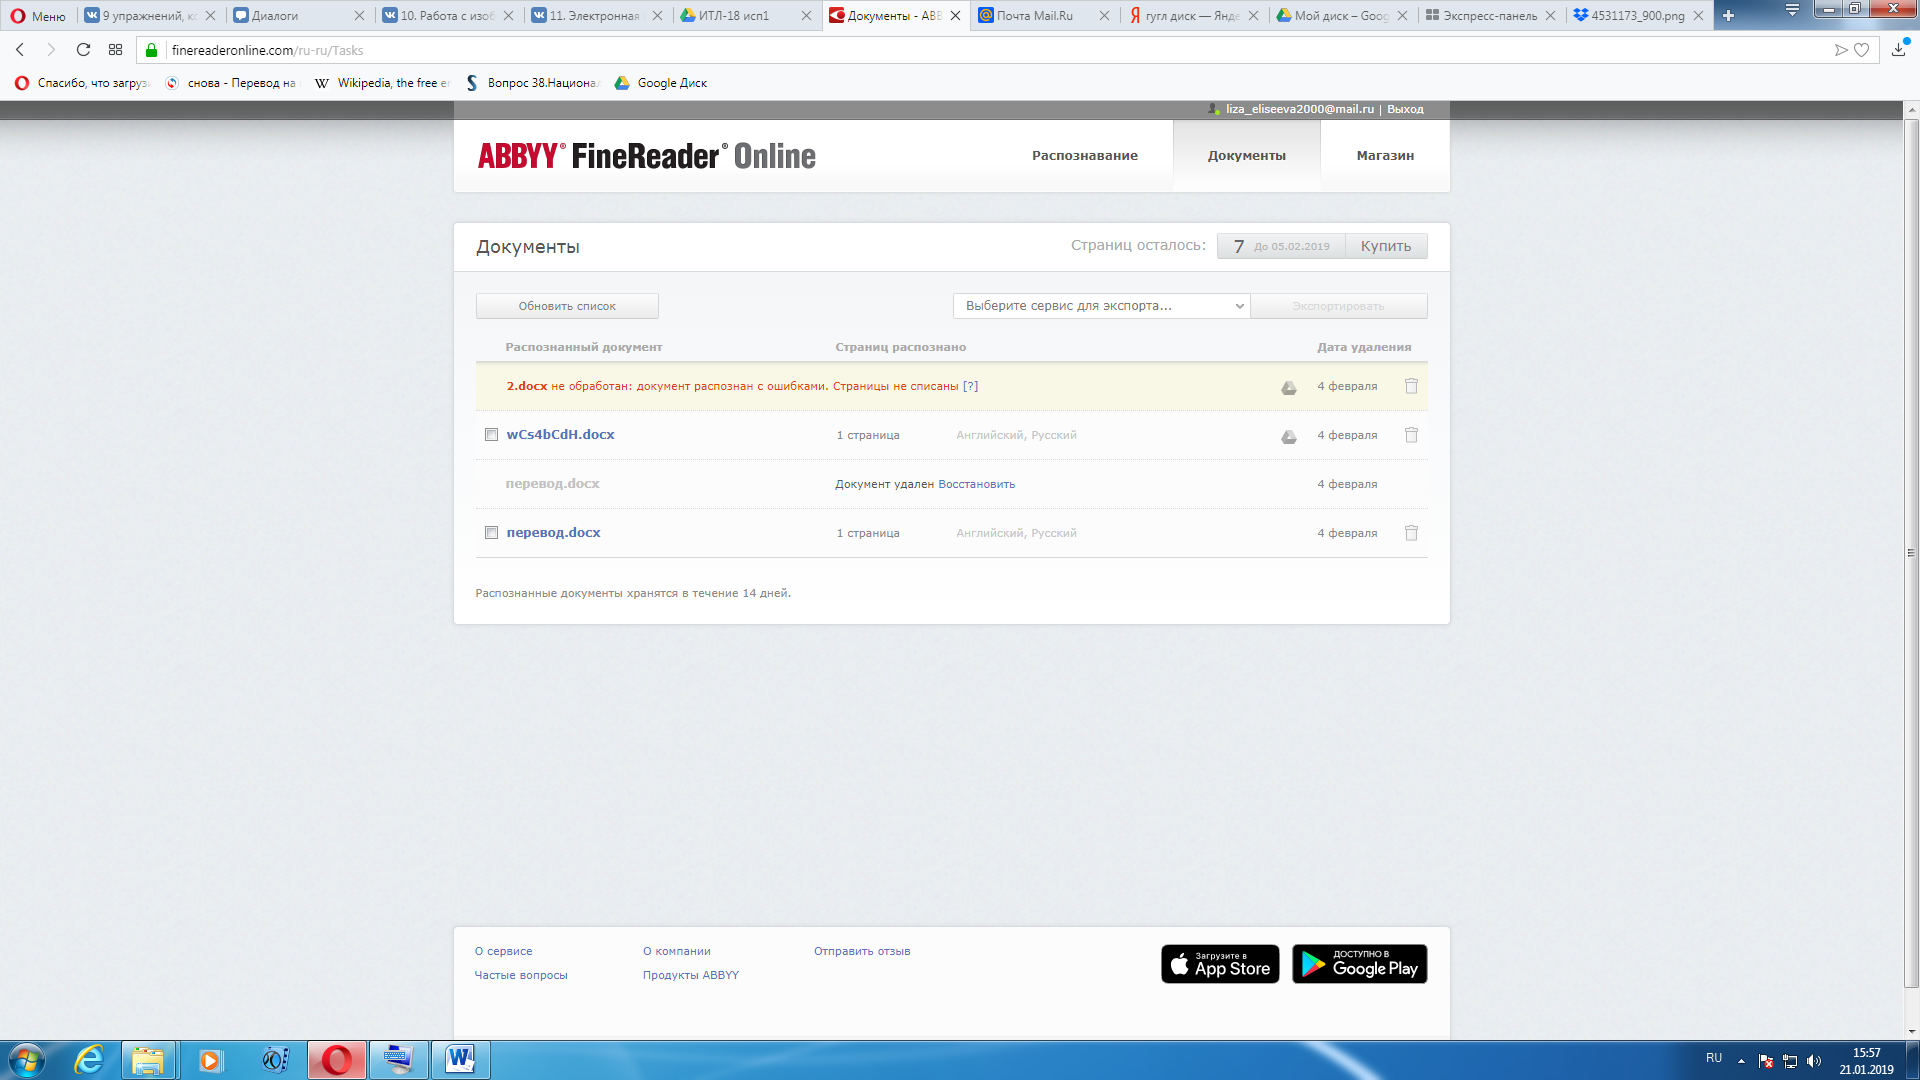 Меню
9 упражнений, к
Диалоги
10. Работа с изоб
11. Электронная
ИТЛ-18 исп1
Документы - ABB
Почта Mail.Ru
гугл диск — Янде
Мой диск – Goog
Экспресс-панель
4531173_900.png
finereaderonline.com/ru-ru/Tasks
Спасибо, что загруз
снова - Перевод на
Wikipedia, the free e
Вопрос 38.Национал
Google Диск
liza_eliseeva2000@mail.ru | Выход
ABBYY® FineReader® Online
Распознавание
Документы
Магазин
Документы
Страниц осталось:
7 До 05.02.2019
Купить
Обновить список
Выберите сервис для экспорта...
Экспортировать
Распознанный документ
Страниц распознано
Дата удаления
2.docx не обработан: документ распознан с ошибками. Страницы не списаны [?]
4 февраля
wCs4bCdH.docx
1 страница
Английский, Русский
4 февраля
перевод.docx
Документ удален Восстановить
4 февраля
перевод.docx
1 страница
Английский, Русский
4 февраля
Распознанные документы хранятся в течение 14 дней.
О сервисе
О компании
Отправить отзыв
Частые вопросы
Продукты ABBYY
Загрузите в
App Store
ДОСТУПНО В
Google Play
RU
15:57
21.01.2019